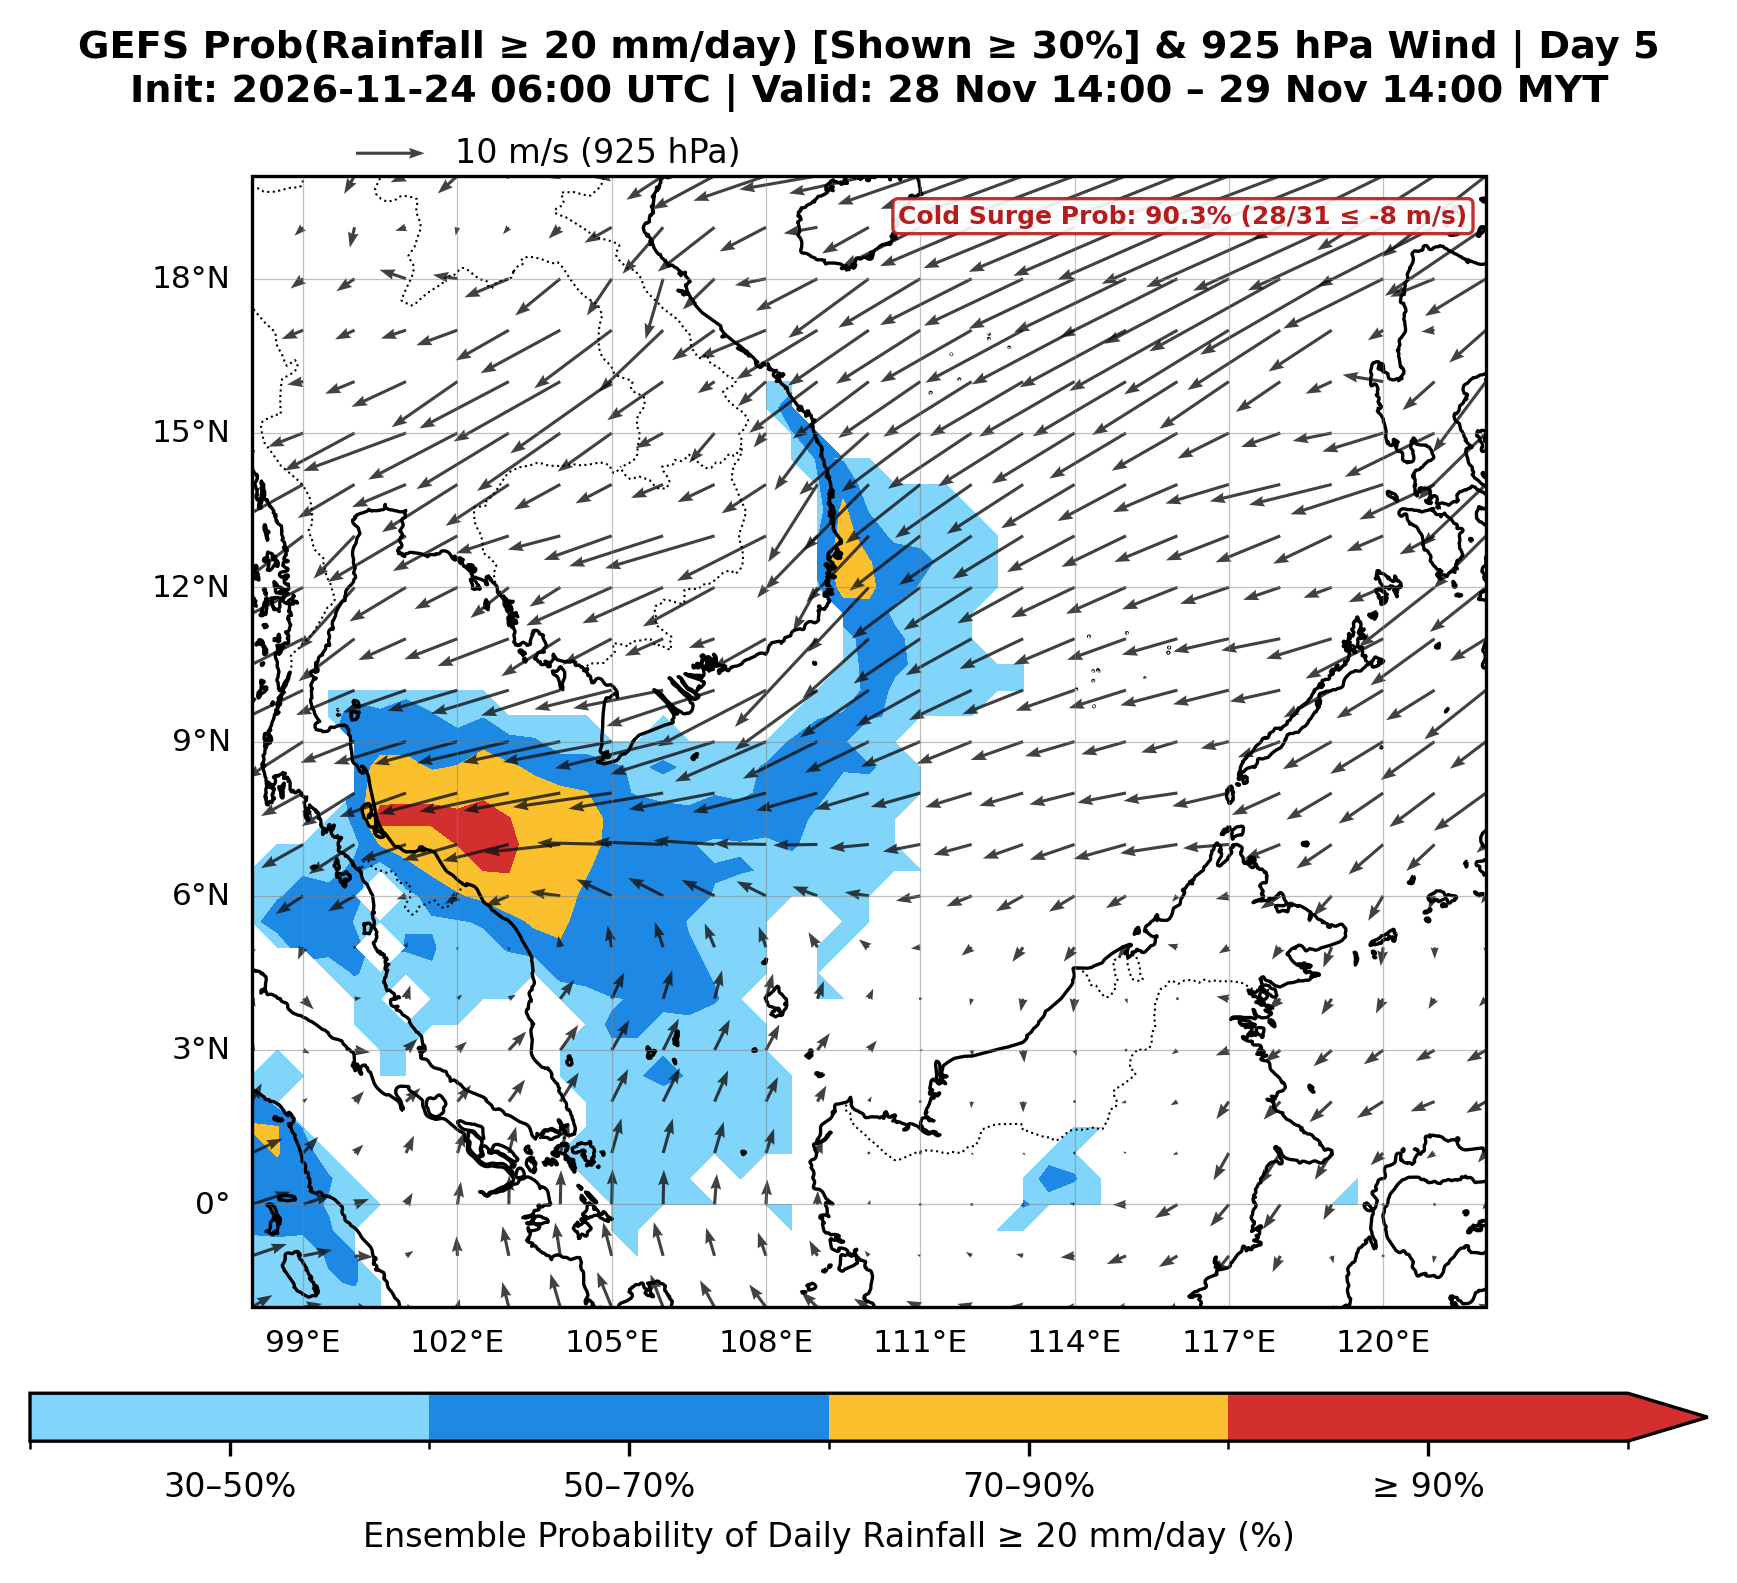 GEFS Prob(Rainfall ≥ 20 mm/day) [Shown ≥ 30%] & 925 hPa Wind | Day 5
Init: 2026-11-24 06:00 UTC | Valid: 28 Nov 14:00 – 29 Nov 14:00 MYT
10 m/s (925 hPa)
Cold Surge Prob: 90.3% (28/31 ≤ -8 m/s)
18°N
15°N
12°N
9°N
6°N
3°N
0°
99°E 102°E 105°E 108°E 111°E 114°E 117°E 120°E
30–50% 50–70% 70–90% ≥ 90%
Ensemble Probability of Daily Rainfall ≥ 20 mm/day (%)